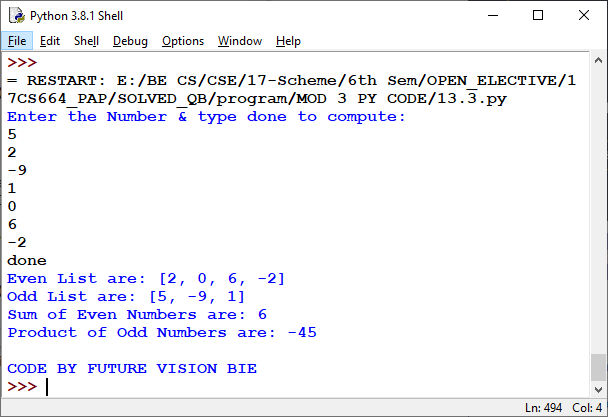 Python 3.8.1 Shell
File Edit Shell Debug Options Window Help
>>>
= RESTART: E:/BE CS/CSE/17-Scheme/6th Sem/OPEN_ELECTIVE/1
7CS664_PAP/SOLVED_QB/program/MOD 3 PY CODE/13.3.py
Enter the Number & type done to compute:
5
2
-9
1
0
6
-2
done
Even List are: [2, 0, 6, -2]
Odd List are: [5, -9, 1]
Sum of Even Numbers are: 6
Product of Odd Numbers are: -45
CODE BY FUTURE VISION BIE
>>>
Ln: 494 Col: 4